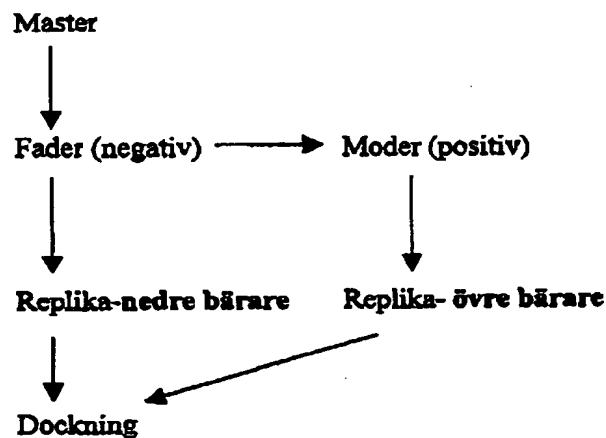 Master
Fader (negativ)
Moder (positiv)
Replika-nedre bärare
Replika- övre bärare
Dockning